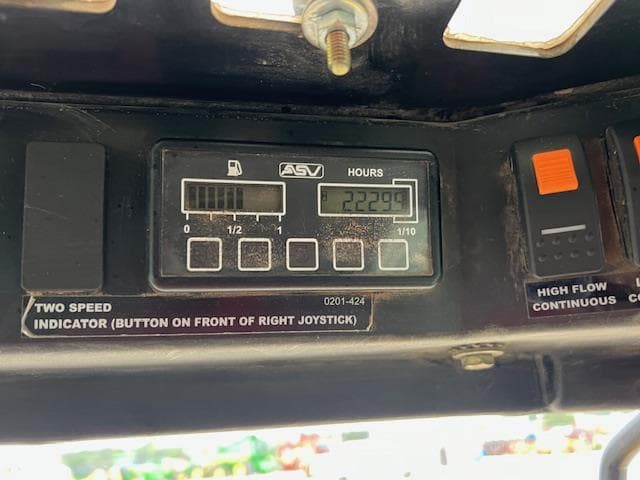 ASV HOURS
22299
0 1/2 1 1/10
TWO SPEED 0201-424
INDICATOR (BUTTON ON FRONT OF RIGHT JOYSTICK)
HIGH FLOW
CONTINUOUS